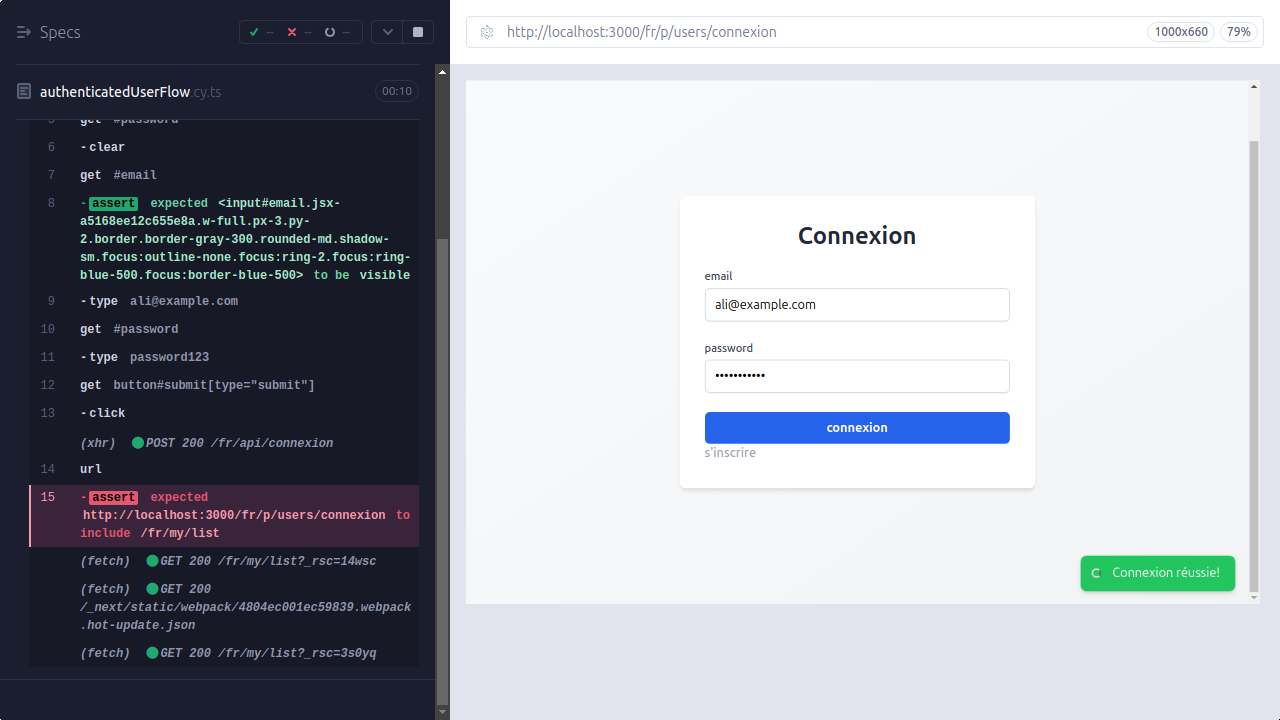 Specs
--
--
--
http://localhost:3000/fr/p/users/connexion
1000x660
79%
authenticatedUserFlow.cy.ts
00:10
get #password
6 -clear
7 get #email
8 -assert expected <input#email.jsx-
a5168ee12c655e8a.w-full.px-3.py-
2.border.border-gray-300.rounded-md.shadow-
sm.focus:outline-none.focus:ring-2.focus:ring-
blue-500.focus:border-blue-500> to be visible
9 -type ali@example.com
10 get #password
11 -type password123
12 get button#submit[type="submit"]
13 -click
(xhr) POST 200 /fr/api/connexion
14 url
15 -assert expected
http://localhost:3000/fr/p/users/connexion to
include /fr/my/list
(fetch) GET 200 /fr/my/list?_rsc=14wsc
(fetch) GET 200
/_next/static/webpack/4804ec001ec59839.webpack
.hot-update.json
(fetch) GET 200 /fr/my/list?_rsc=3s0yq
Connexion
email
ali@example.com
password
•••••••••••
connexion
s'inscrire
Connexion réussie!